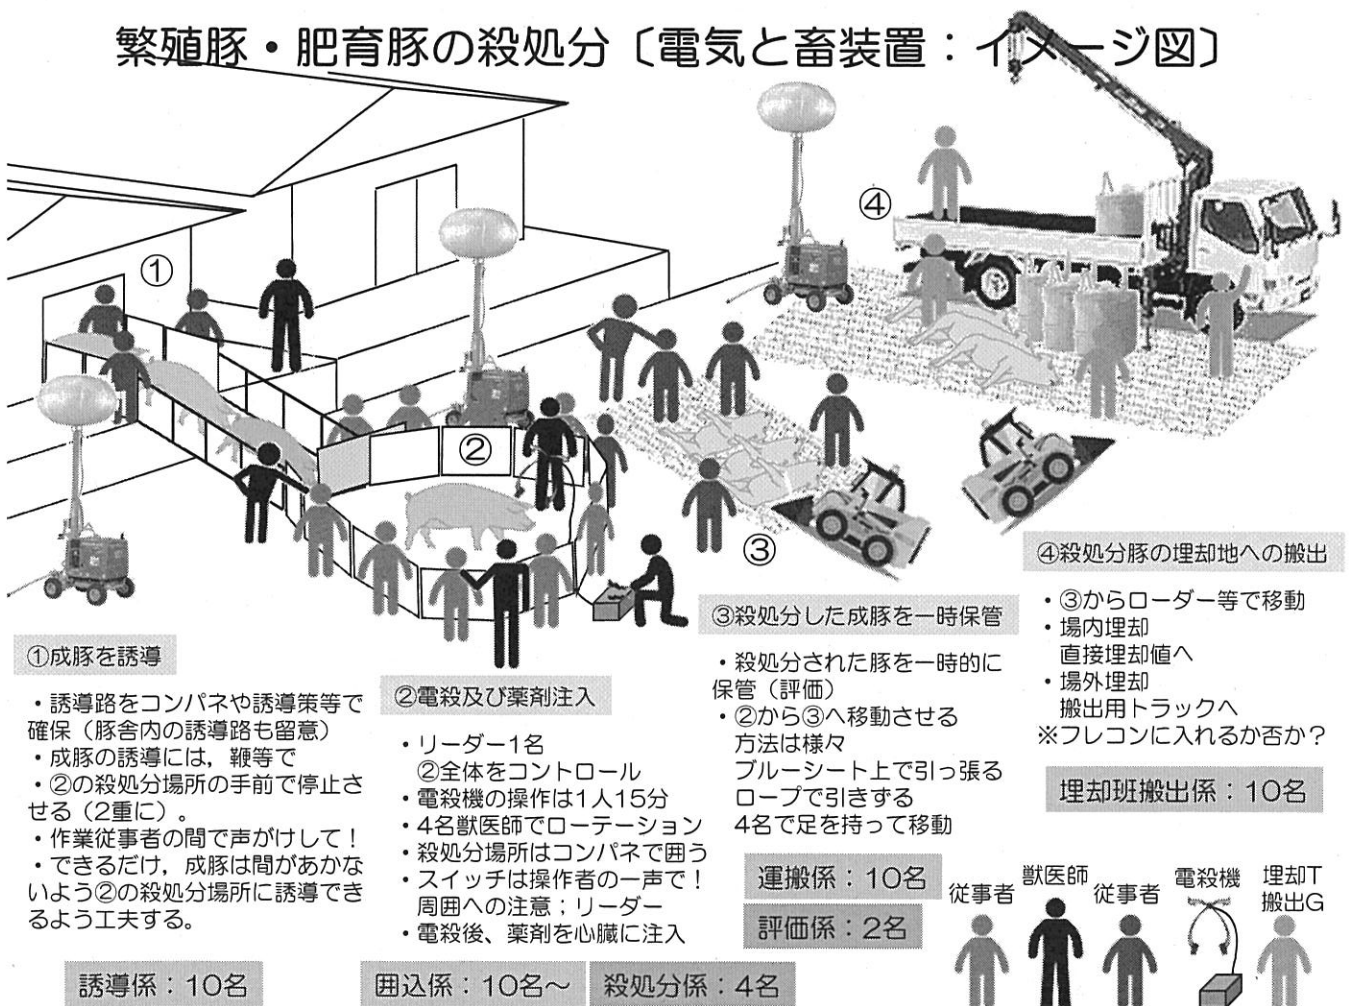 繁殖豚・肥育豚の殺処分〔電気と畜装置:イメージ図〕
①
②
③
④
①成豚を誘導
・誘導路をコンパネや誘導策等で
確保(豚舎内の誘導路も留意)
・成豚の誘導には,鞭等で
・②の殺処分場所の手前で停止さ
せる(2重に)。
・作業従事者の間で声がけして!
・できるだけ,成豚は間があかな
いよう②の殺処分場所に誘導でき
るよう工夫する。
誘導係:10名
②電殺及び薬剤注入
・リーダー1名
②全体をコントロール
・電殺機の操作は1人15分
・4名獣医師でローテーション
・殺処分場所はコンパネで囲う
・スイッチは操作者の一声で!
周囲への注意;リーダー
・電殺後、薬剤を心臓に注入
囲込係:10名~
殺処分係:4名
③殺処分した成豚を一時保管
・殺処分された豚を一時的に
保管(評価)
・②から③へ移動させる
方法は様々
ブルーシート上で引っ張る
ロープで引きずる
4名で足を持って移動
運搬係:10名
評価係:2名
④殺処分豚の埋却地への搬出
・③からローダー等で移動
・場内埋却
直接埋却値へ
・場外埋却
搬出用トラックへ
※フレコンに入れるか否か?
埋却班搬出係:10名
従事者
獣医師
従事者
電殺機
埋却T
搬出G